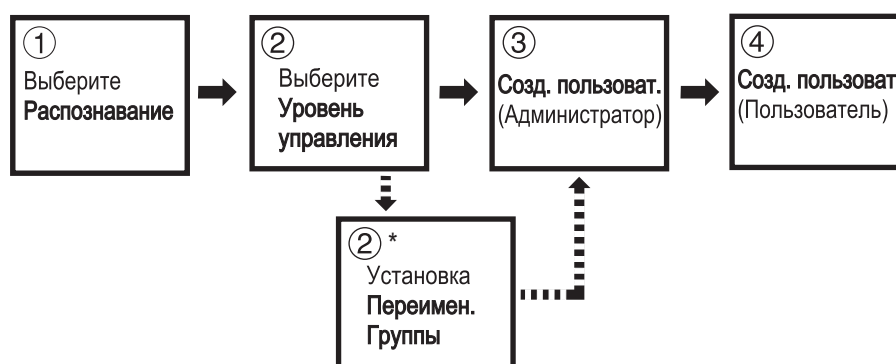 ①
Выберите
Распознавание
②
Выберите
Уровень
управления
③
Созд. пользоват.
(Администратор)
④
Созд. пользоват
(Пользователь)
② *
Установка
Переимен.
Группы